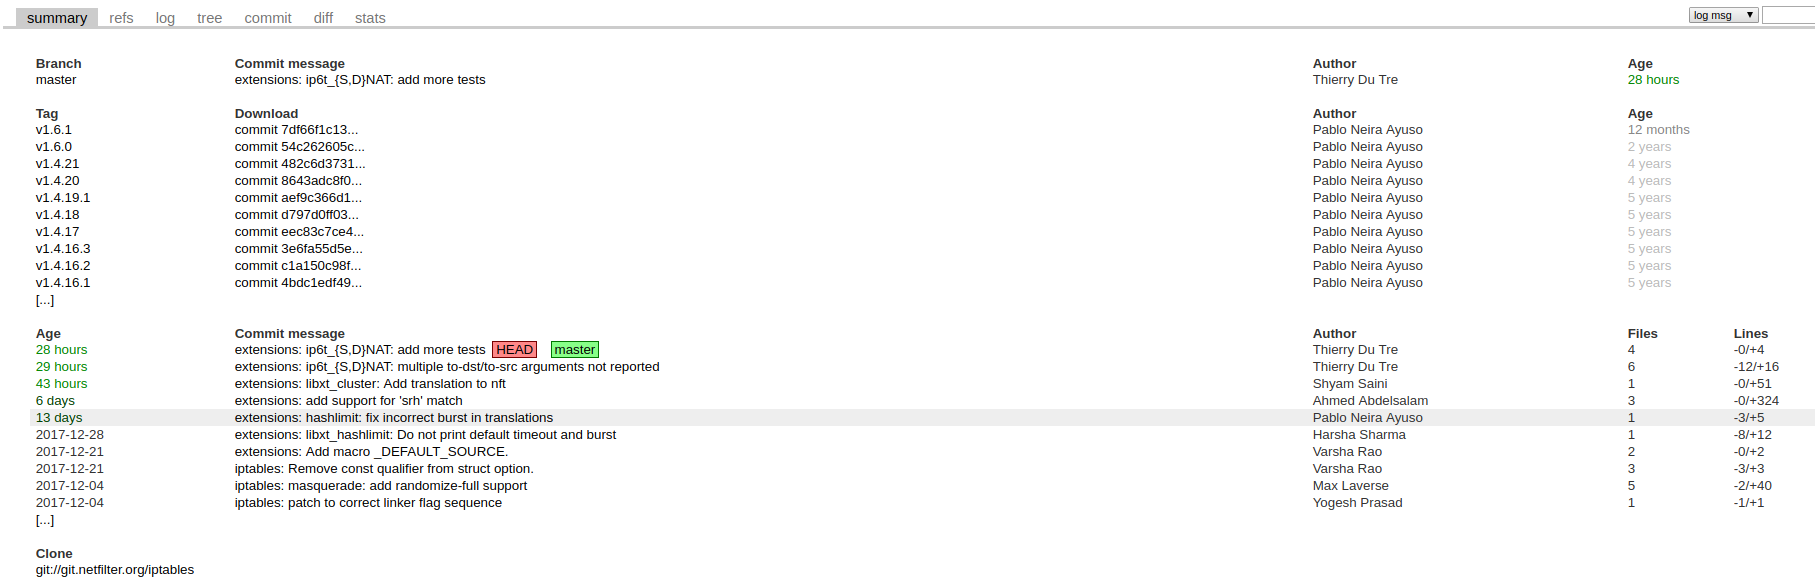 summary refs log tree commit diff stats log msg
Branch Commit message Author Age
master extensions: ip6t_{S,D}NAT: add more tests Thierry Du Tre 28 hours
Tag Download Author Age
v1.6.1 commit 7df66f1c13... Pablo Neira Ayuso 12 months
v1.6.0 commit 54c262605c... Pablo Neira Ayuso 2 years
v1.4.21 commit 482c6d3731... Pablo Neira Ayuso 4 years
v1.4.20 commit 8643adc8f0... Pablo Neira Ayuso 4 years
v1.4.19.1 commit aef9c366d1... Pablo Neira Ayuso 5 years
v1.4.18 commit d797d0ff03... Pablo Neira Ayuso 5 years
v1.4.17 commit eec83c7ce4... Pablo Neira Ayuso 5 years
v1.4.16.3 commit 3e6fa55d5e... Pablo Neira Ayuso 5 years
v1.4.16.2 commit c1a150c98f... Pablo Neira Ayuso 5 years
v1.4.16.1 commit 4bdc1edf49... Pablo Neira Ayuso 5 years
[...]
Age Commit message Author Files Lines
28 hours extensions: ip6t_{S,D}NAT: add more tests HEAD master Thierry Du Tre 4 -0/+4
29 hours extensions: ip6t_{S,D}NAT: multiple to-dst/to-src arguments not reported Thierry Du Tre 6 -12/+16
43 hours extensions: libxt_cluster: Add translation to nft Shyam Saini 1 -0/+51
6 days extensions: add support for 'srh' match Ahmed Abdelsalam 3 -0/+324
13 days extensions: hashlimit: fix incorrect burst in translations Pablo Neira Ayuso 1 -3/+5
2017-12-28 extensions: libxt_hashlimit: Do not print default timeout and burst Harsha Sharma 1 -8/+12
2017-12-21 extensions: Add macro _DEFAULT_SOURCE. Varsha Rao 2 -0/+2
2017-12-21 iptables: Remove const qualifier from struct option. Varsha Rao 3 -3/+3
2017-12-04 iptables: masquerade: add randomize-full support Max Laverse 5 -2/+40
2017-12-04 iptables: patch to correct linker flag sequence Yogesh Prasad 1 -1/+1
[...]
Clone
git://git.netfilter.org/iptables